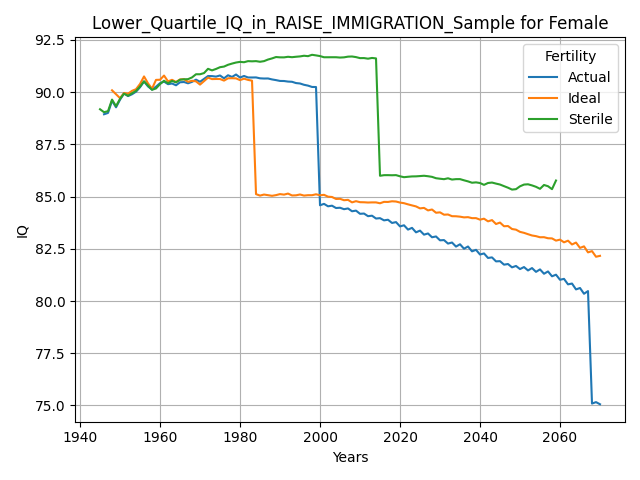 Lower_Quartile_IQ_in_RAISE_IMMIGRATION_Sample for Female
92.5
90.0
87.5
85.0
82.5
80.0
77.5
75.0
IQ
Fertility
Actual
Ideal
Sterile
1940
1960
1980
2000
2020
2040
2060
Years